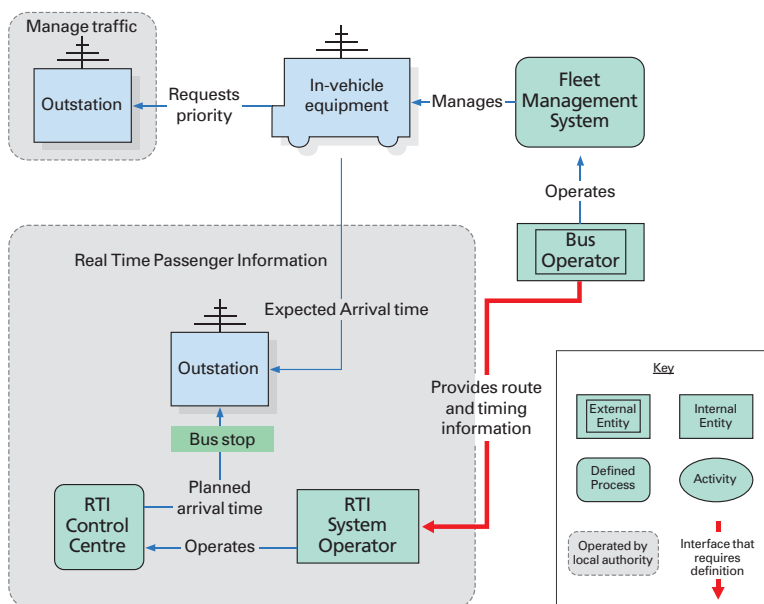 Manage traffic
Outstation
Requests
priority
In-vehicle
equipment
Manages
Fleet
Management
System
Operates
Bus
Operator
Real Time Passenger Information
Expected Arrival time
Outstation
Bus stop
Planned
arrival time
RTI
Control
Centre
Operates
RTI
System
Operator
Provides route
and timing
information
Key
External
Entity
Internal
Entity
Defined
Process
Activity
Operated by
local authority
Interface that
requires
definition